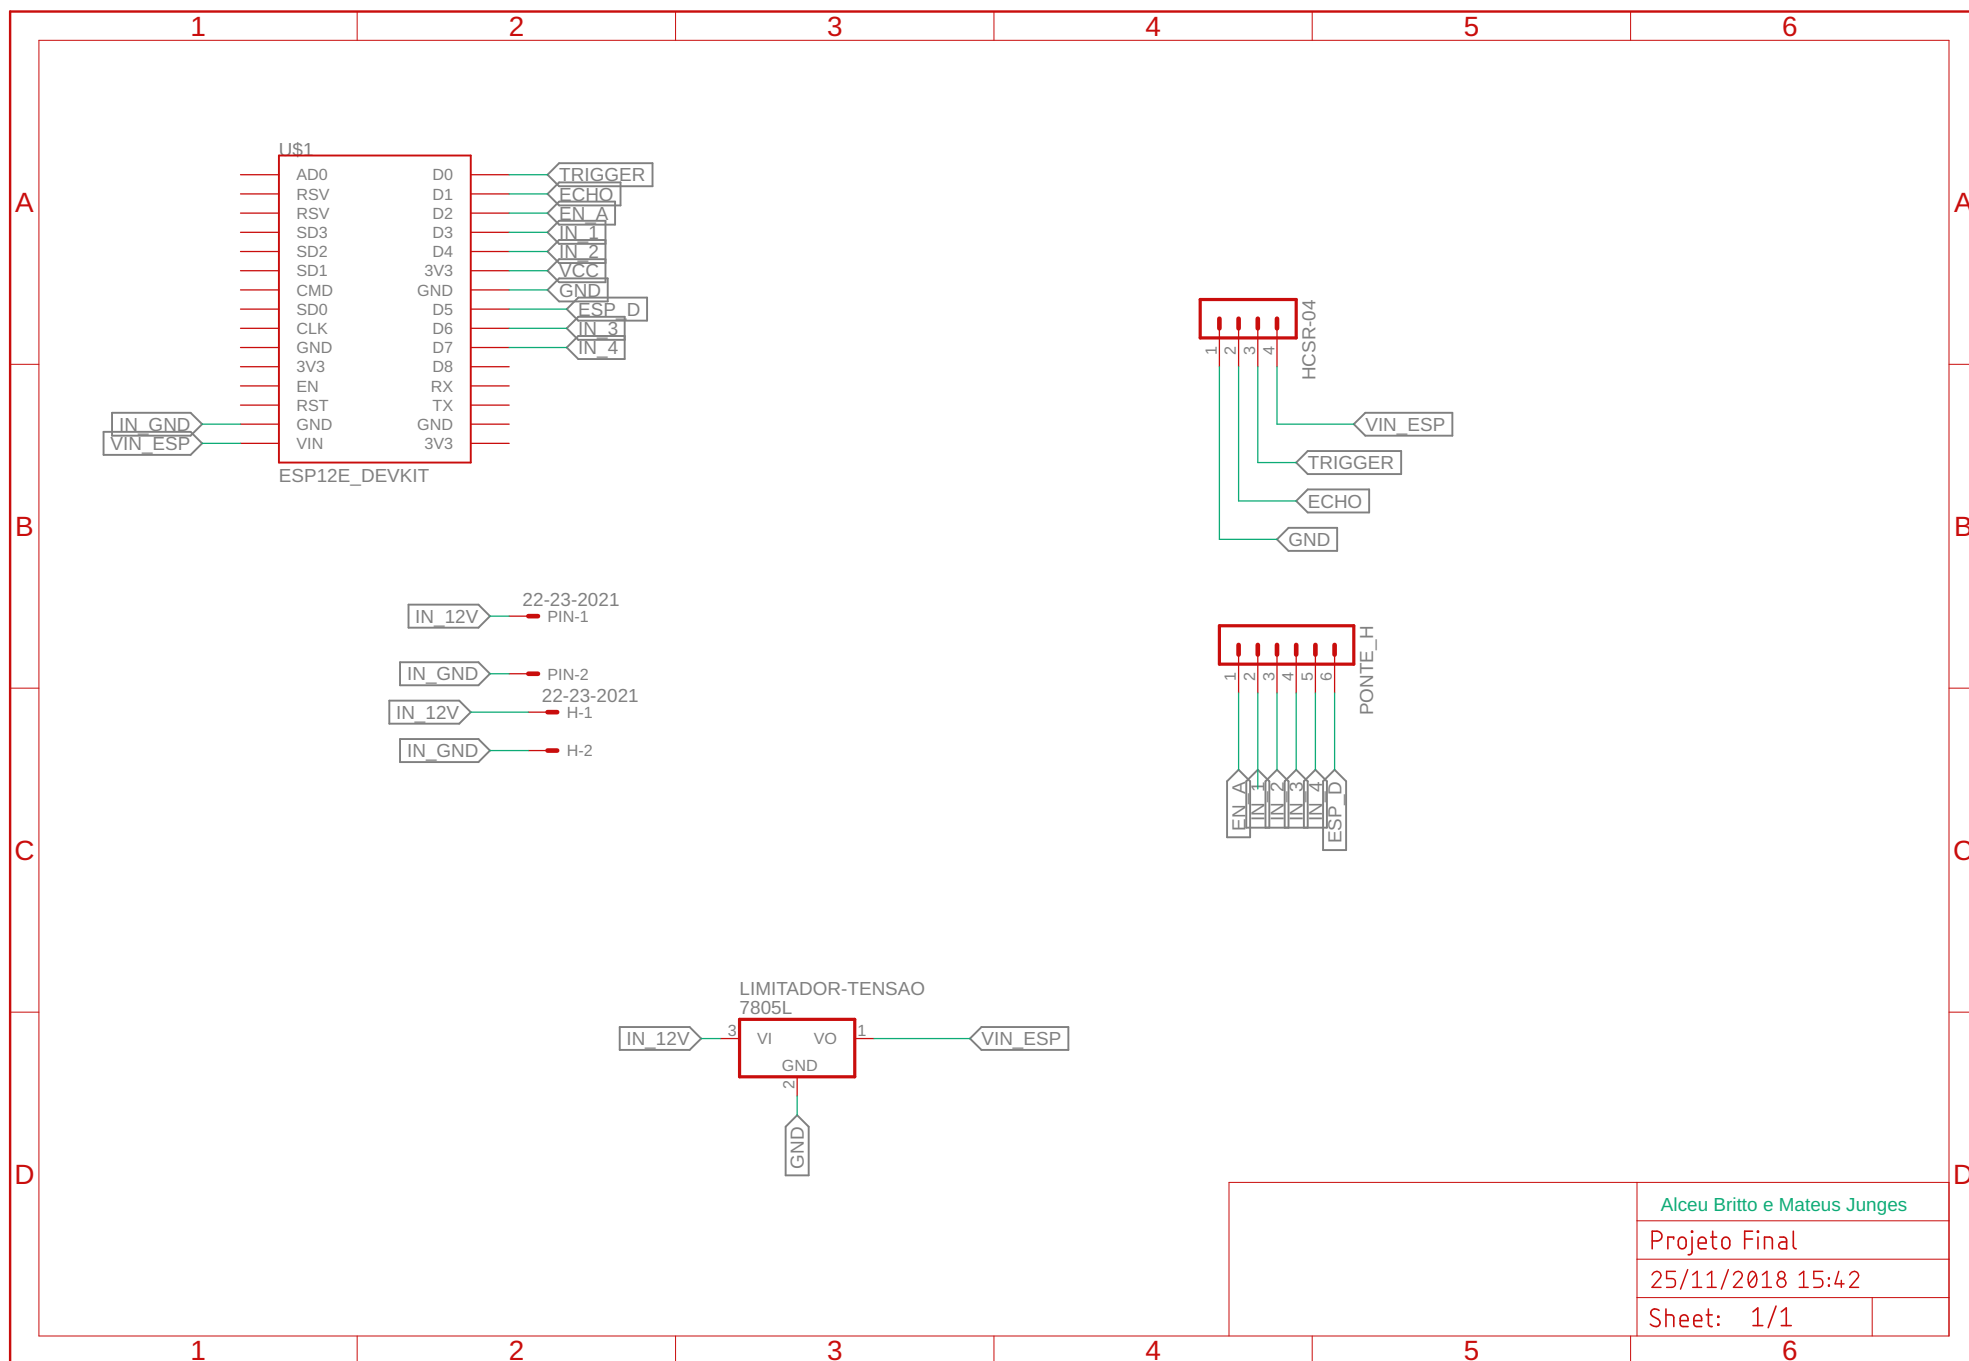 1 2 3 4 5 6
A A
U$1
AD0 D0 TRIGGER
RSV D1 ECHO
RSV D2 EN_A
SD3 D3 IN_1
SD2 D4 IN_2
SD1 3V3 VCC
CMD GND GND
SD0 D5 ESP_D
CLK D6 IN_3
GND D7 IN_4
3V3 D8
EN RX
RST TX
IN_GND GND GND
VIN_ESP VIN 3V3
ESP12E_DEVKIT
HCSR-04
1 2 3 4
VIN_ESP
TRIGGER
ECHO
GND
B B
22-23-2021
IN_12V PIN-1
IN_GND PIN-2
22-23-2021
IN_12V H-1
IN_GND H-2
PONTE_H
1 2 3 4 5 6
EN_A
IN_1
IN_2
IN_3
IN_4
ESP_D
C C
LIMITADOR-TENSAO
7805L
IN_12V 3 VI VO 1 VIN_ESP
GND
2
GND
D D
Alceu Britto e Mateus Junges
Projeto Final
25/11/2018 15:42
Sheet: 1/1
1 2 3 4 5 6